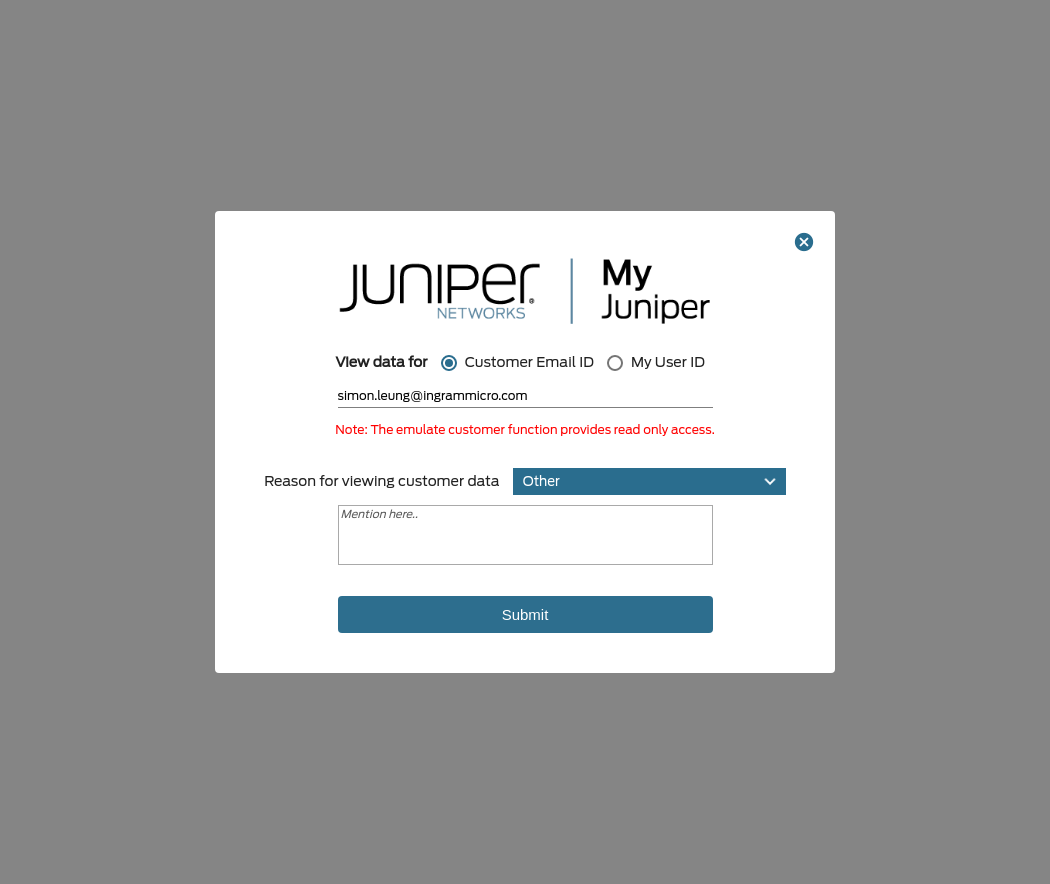 JUNIPEr®
NETWORKS
My
Juniper
View data for Customer Email ID My User ID
simon.leung@ingrammicro.com
Note: The emulate customer function provides read only access.
Reason for viewing customer data Other
Mention here..
Submit